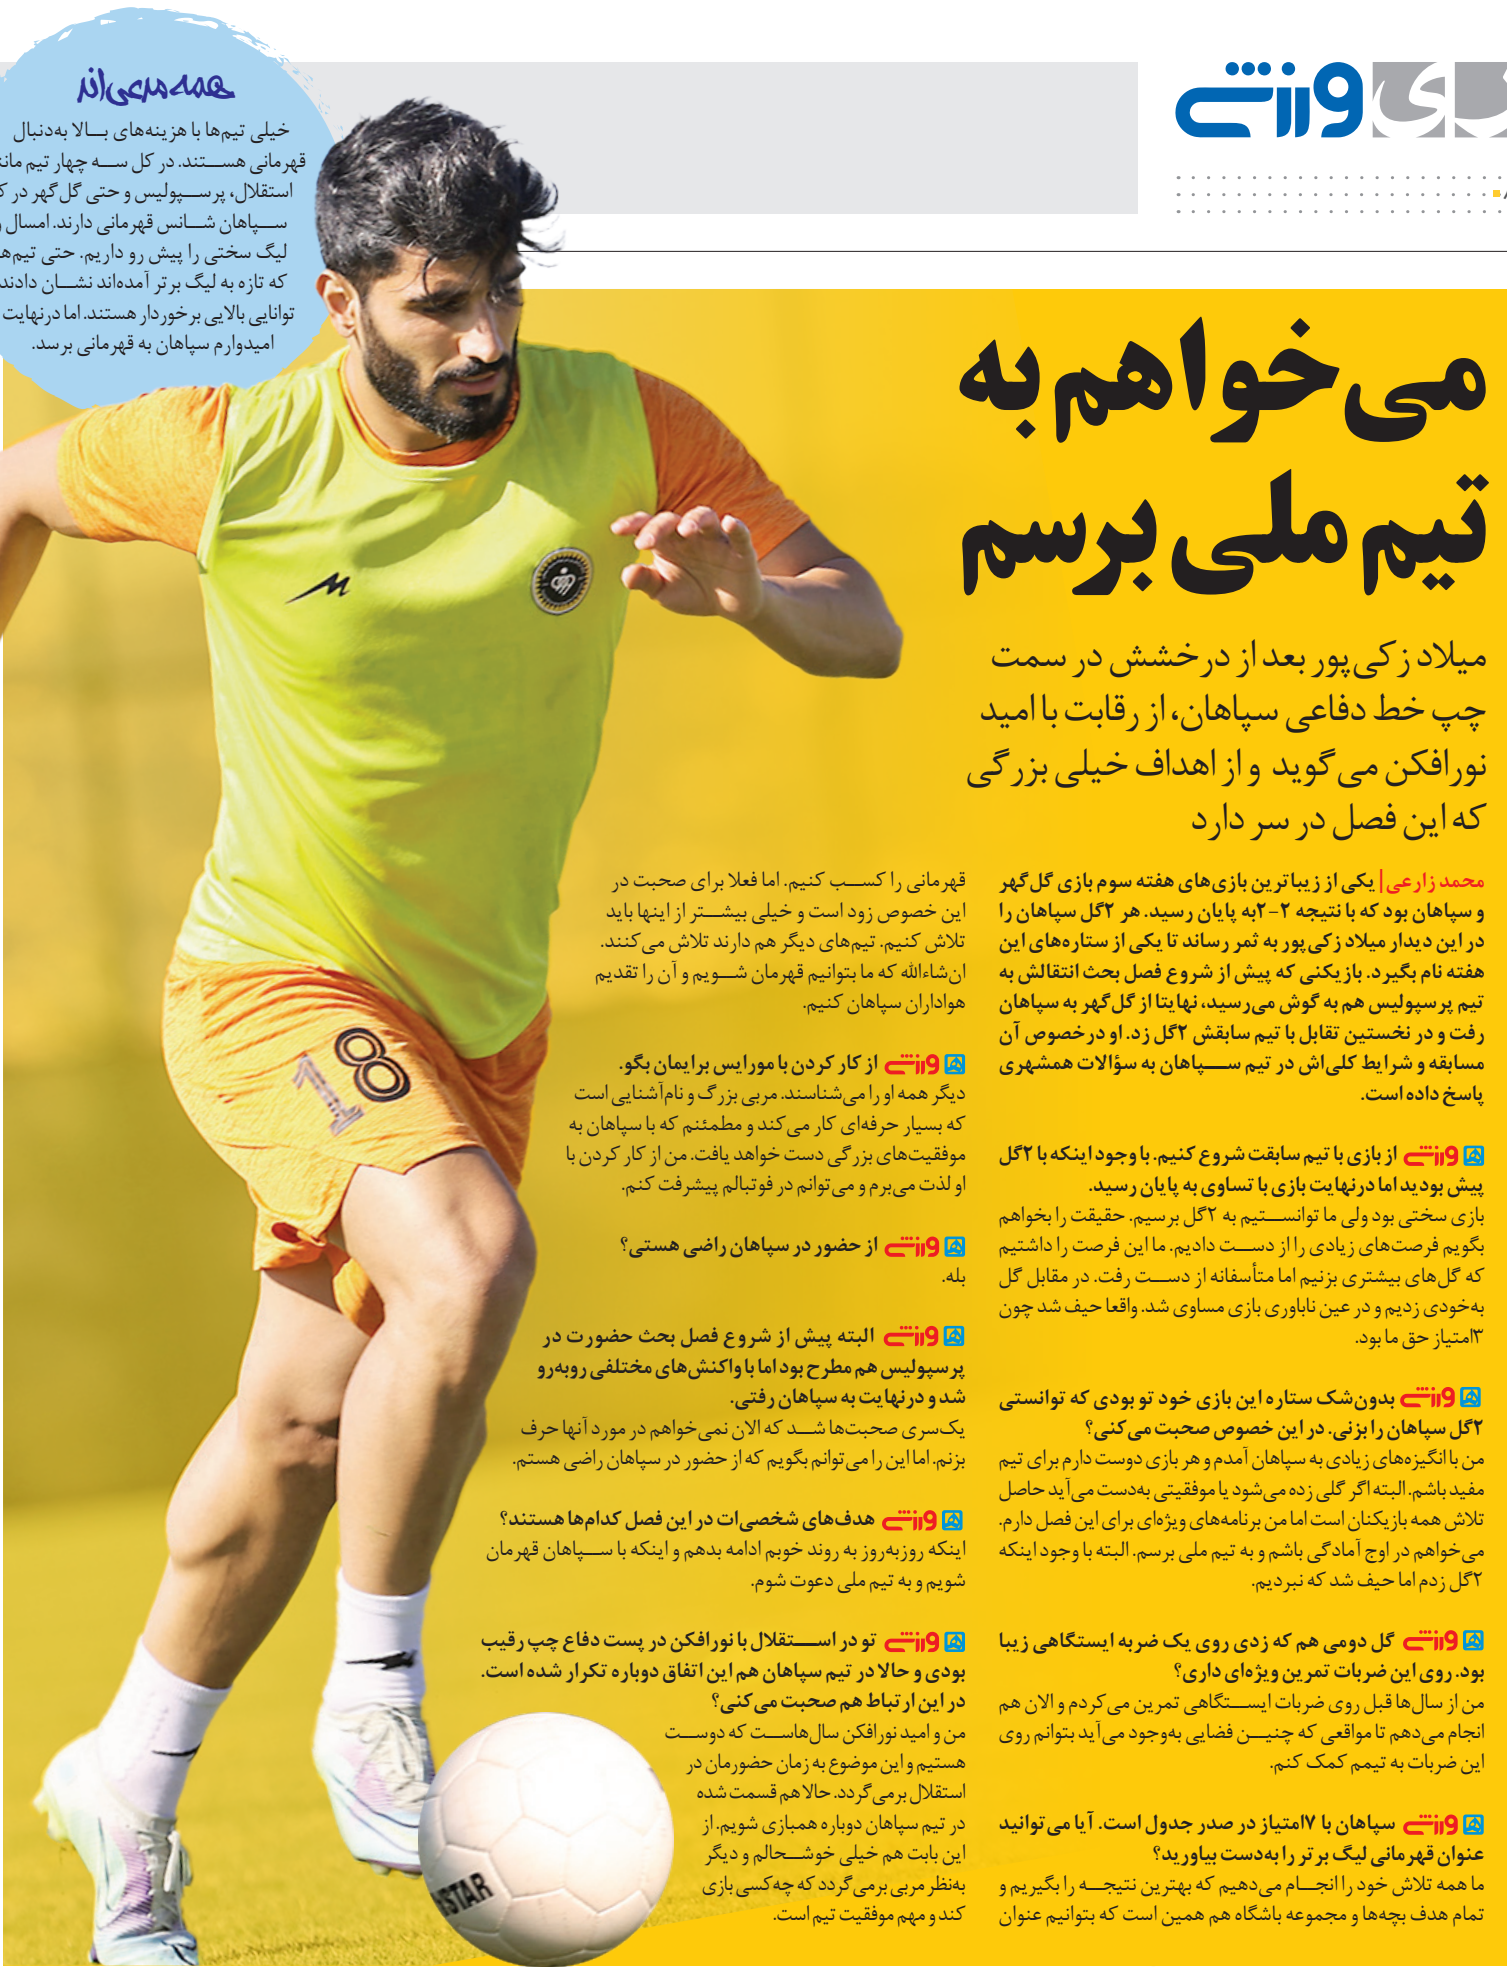 ورزشی
می‌خواهم به
تیم ملی برسم
میلاد زکی‌پور بعد از درخشش در سمت
چپ خط دفاعی سپاهان، از رقابت با امید
نورافکن می‌گوید و از اهداف خیلی بزرگی
که این فصل در سر دارد
محمد زارعی| یکی از زیباترین بازی‌های هفته سوم بازی گل‌گهر
و سپاهان بود که با نتیجه ۲-۲به پایان رسید. هر ۲گل سپاهان را
در این دیدار میلاد زکی‌پور به ثمر رساند تا یکی از ستاره‌های این
هفته نام بگیرد. بازیکنی که پیش از شروع فصل بحث انتقالش به
تیم پرسپولیس هم به گوش می‌رسید، نهایتا از گل‌گهر به سپاهان
رفت و در نخستین تقابل با تیم سابقش ۲گل زد. او درخصوص آن
مسابقه و شرایط کلی‌اش در تیم سپاهان به سؤالات همشهری
پاسخ داده است.
ورزشی از بازی با تیم سابقت شروع کنیم. با وجود اینکه با ۲گل
پیش بودید اما درنهایت بازی با تساوی به پایان رسید.
بازی سختی بود ولی ما توانستیم به ۲گل برسیم. حقیقت را بخواهم
بگویم فرصت‌های زیادی را از دست دادیم. ما این فرصت را داشتیم
که گل‌های بیشتری بزنیم اما متأسفانه از دست رفت. در مقابل گل
به‌خودی زدیم و در عین ناباوری بازی مساوی شد. واقعا حیف شد چون
۳امتیاز حق ما بود.
ورزشی بدون‌شک ستاره این بازی خود تو بودی که توانستی
۲گل سپاهان را بزنی. در این خصوص صحبت می‌کنی؟
من با انگیزه‌های زیادی به سپاهان آمدم و هر بازی دوست دارم برای تیم
مفید باشم. البته اگر گلی زده می‌شود یا موفقیتی به‌دست می‌آید حاصل
تلاش همه بازیکنان است اما من برنامه‌های ویژه‌ای برای این فصل دارم.
می‌خواهم در اوج آمادگی باشم و به تیم ملی برسم. البته با وجود اینکه
۲گل زدم اما حیف شد که نبردیم.
ورزشی گل دومی هم که زدی روی یک ضربه ایستگاهی زیبا
بود. روی این ضربات تمرین ویژه‌ای داری؟
من از سال‌ها قبل روی ضربات ایستگاهی تمرین می‌کردم و الان هم
انجام می‌دهم تا مواقعی که چنین فضایی به‌وجود می‌آید بتوانم روی
این ضربات به تیمم کمک کنم.
ورزشی سپاهان با ۷امتیاز در صدر جدول است. آیا می‌توانید
عنوان قهرمانی لیگ برتر را به‌دست بیاورید؟
ما همه تلاش خود را انجام می‌دهیم که بهترین نتیجه را بگیریم و
تمام هدف بچه‌ها و مجموعه باشگاه هم همین است که بتوانیم عنوان
قهرمانی را کسب کنیم. اما فعلا برای صحبت در
این خصوص زود است و خیلی بیشتر از اینها باید
تلاش کنیم. تیم‌های دیگر هم دارند تلاش می‌کنند.
ان‌شاءالله که ما بتوانیم قهرمان شویم و آن را تقدیم
هواداران سپاهان کنیم.
ورزشی از کار کردن با مورایس برایمان بگو.
دیگر همه او را می‌شناسند. مربی بزرگ و نام‌آشنایی است
که بسیار حرفه‌ای کار می‌کند و مطمئنم که با سپاهان به
موفقیت‌های بزرگی دست خواهد یافت. من از کار کردن با
او لذت می‌برم و می‌توانم در فوتبالم پیشرفت کنم.
ورزشی از حضور در سپاهان راضی هستی؟
بله.
ورزشی البته پیش از شروع فصل بحث حضورت در
پرسپولیس هم مطرح بود اما با واکنش‌های مختلفی روبه‌رو
شد و درنهایت به سپاهان رفتی.
یک‌سری صحبت‌ها شد که الان نمی‌خواهم در مورد آنها حرف
بزنم. اما این را می‌توانم بگویم که از حضور در سپاهان راضی هستم.
ورزشی هدف‌های شخصی‌ات در این فصل کدام‌ها هستند؟
اینکه روزبه‌روز به روند خوبم ادامه بدهم و اینکه با سپاهان قهرمان
شویم و به تیم ملی دعوت شوم.
ورزشی تو در استقلال با نورافکن در پست دفاع چپ رقیب
بودی و حالا در تیم سپاهان هم این اتفاق دوباره تکرار شده است.
در این ارتباط هم صحبت می‌کنی؟
من و امید نورافکن سال‌هاست که دوست
هستیم و این موضوع به زمان حضورمان در
استقلال برمی‌گردد. حالا هم قسمت شده
در تیم سپاهان دوباره همبازی شویم. از
این بابت هم خیلی خوشحالم و دیگر
به‌نظر مربی برمی‌گردد که چه‌کسی بازی
کند و مهم موفقیت تیم است.
همه مدعی‌اند
خیلی تیم‌ها با هزینه‌های بالا به‌دنبال
قهرمانی هستند. در کل سه چهار تیم
استقلال، پرسپولیس و حتی گل‌گهر در
سپاهان شانس قهرمانی دارند. امسال
لیگ سختی را پیش رو داریم. حتی
که تازه به لیگ برتر آمده‌اند نشان دادند
توانایی بالایی برخوردار هستند. اما درنهایت
امیدوارم سپاهان به قهرمانی برسد.
18
STAR